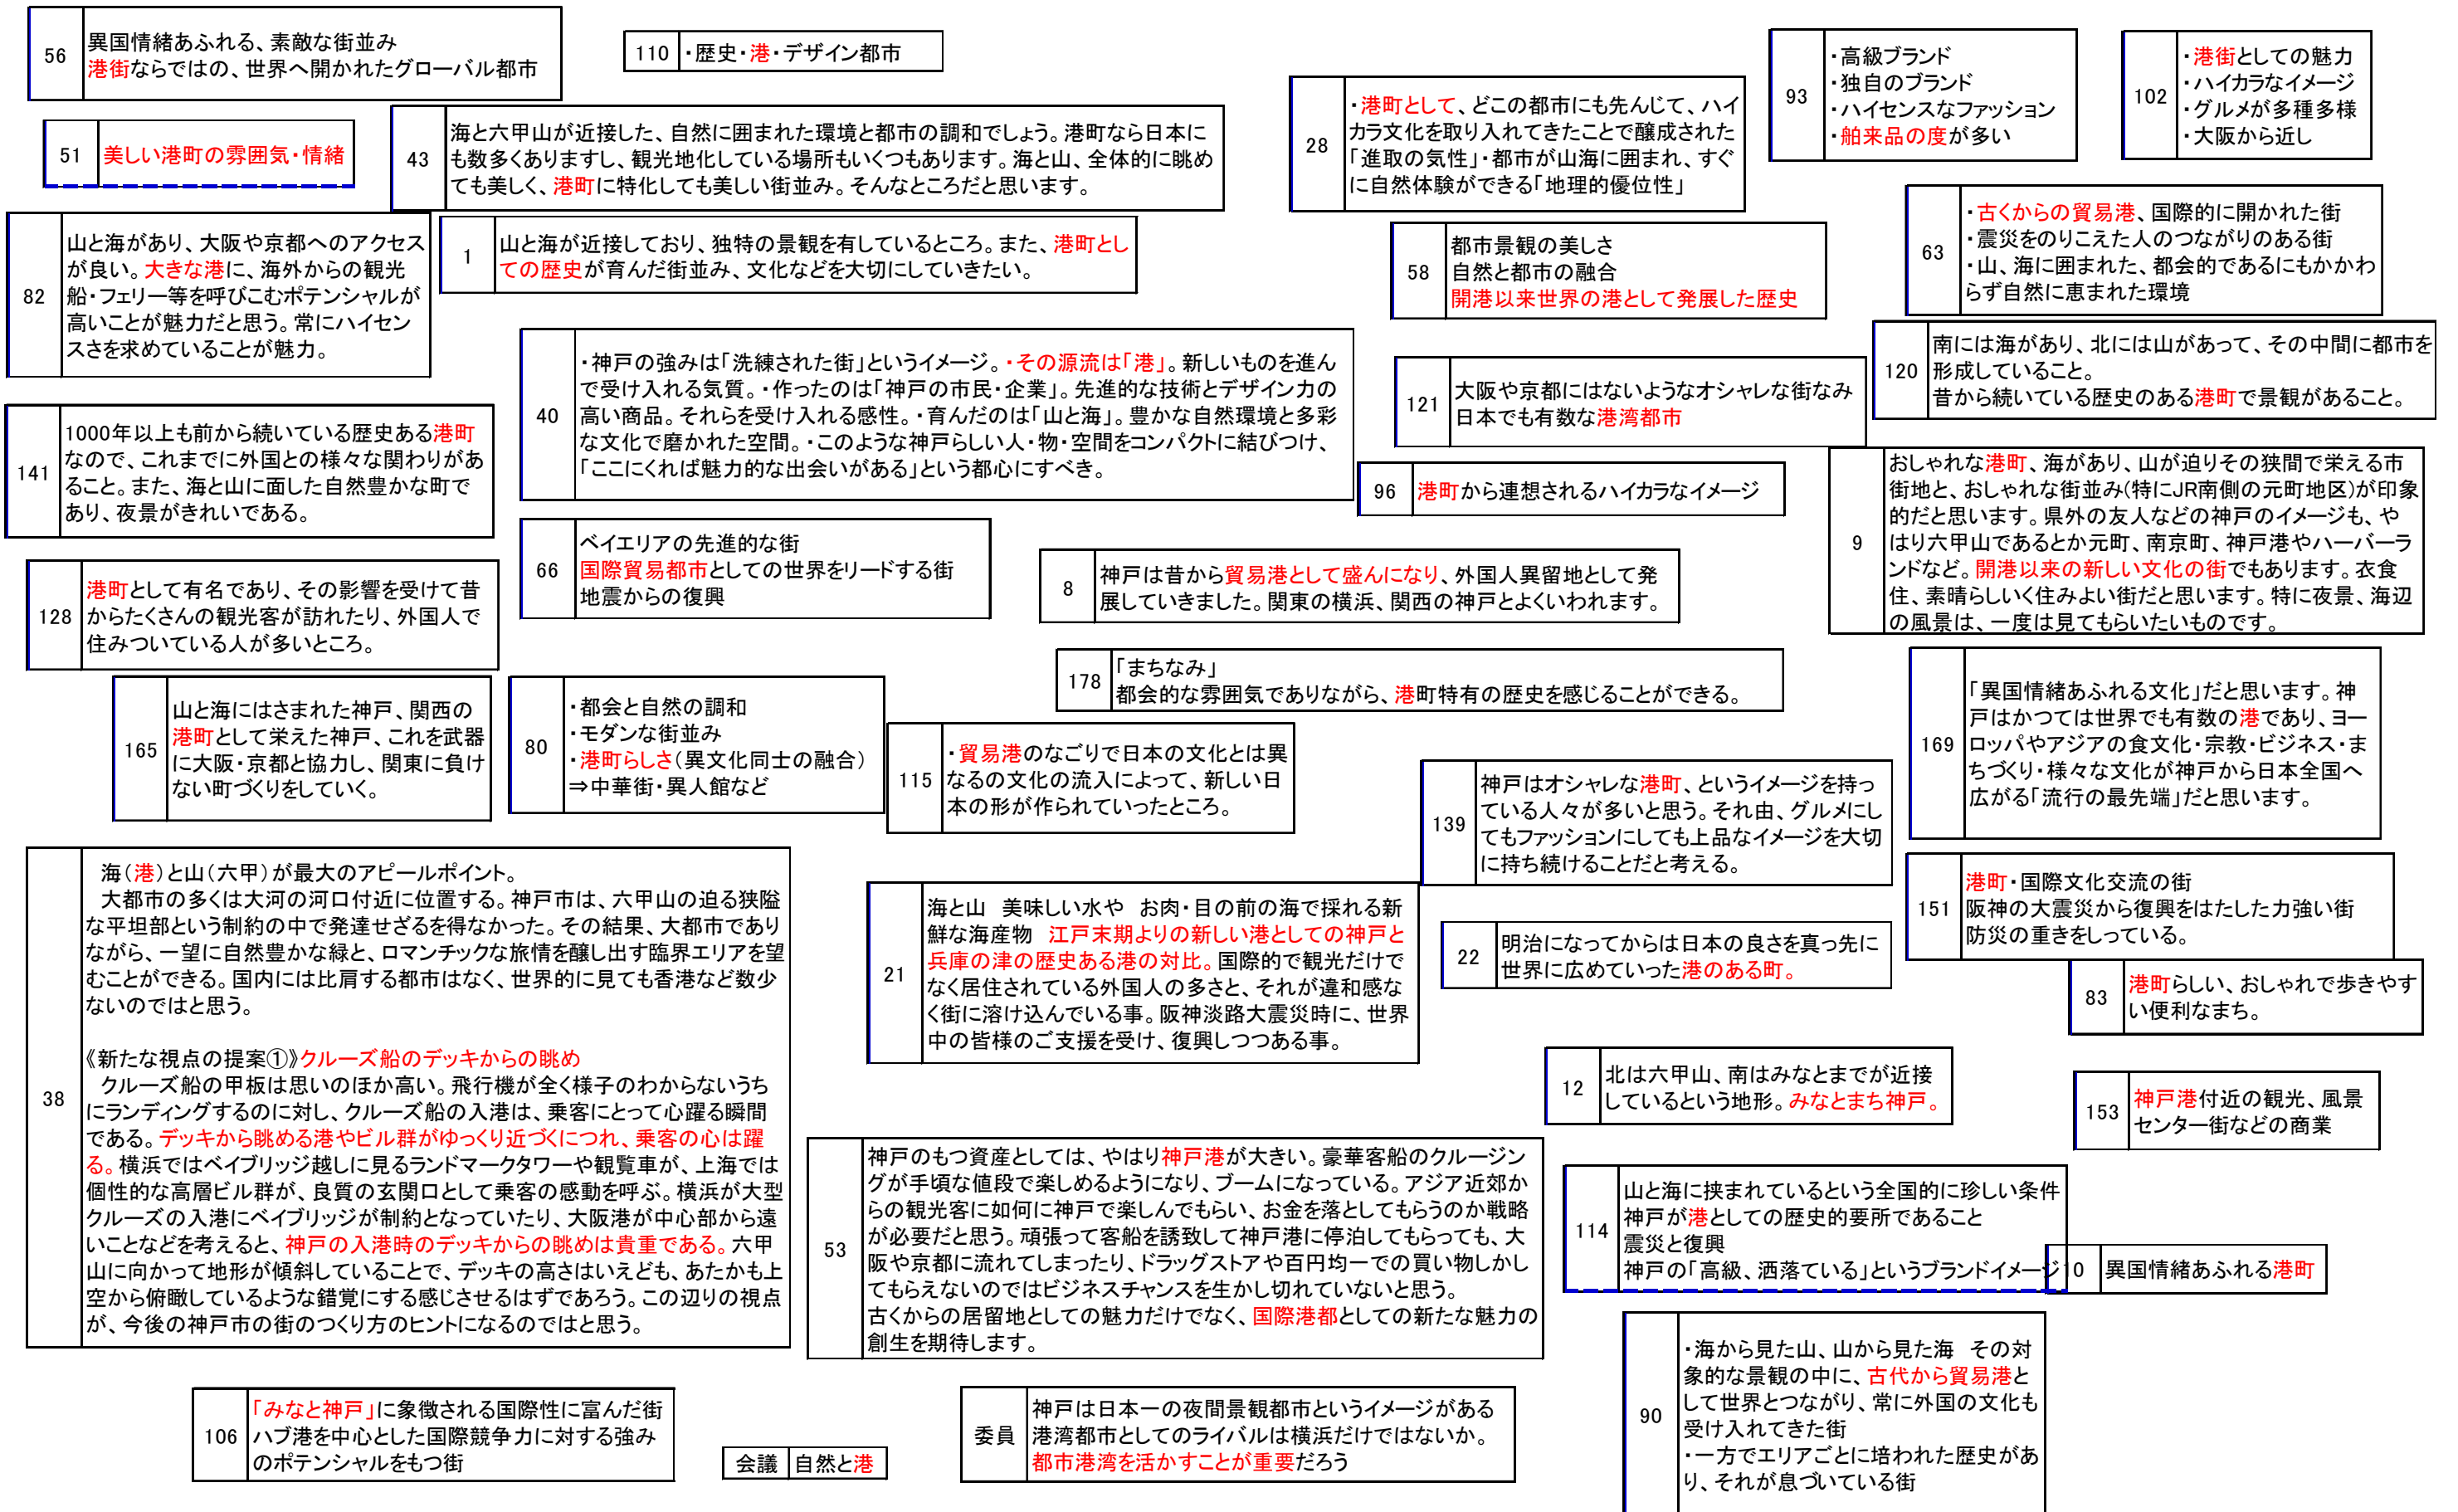 56
異国情緒あふれる、素敵な街並み
港街ならではの、世界へ開かれたグローバル都市
110
・歴史・港・デザイン都市
93
・高級ブランド
・独自のブランド
・ハイセンスなファッション
・舶来品の度が多い
102
・港街としての魅力
・ハイカラなイメージ
・グルメが多種多様
・大阪から近し
51
美しい港町の雰囲気・情緒
43
海と六甲山が近接した、自然に囲まれた環境と都市の調和でしょう。港町なら日本に
も数多くありますし、観光地化している場所もいくつもあります。海と山、全体的に眺め
ても美しく、港町に特化しても美しい街並み。そんなところだと思います。
28
・港町として、どこの都市にも先んじて、ハイ
カラ文化を取り入れてきたことで醸成された
「進取の気性」・都市が山海に囲まれ、すぐ
に自然体験ができる「地理的優位性」
82
山と海があり、大阪や京都へのアクセス
が良い。大きな港に、海外からの観光
船・フェリー等を呼びこむポテンシャルが
高いことが魅力だと思う。常にハイセン
スさを求めていることが魅力。
1
山と海が近接しており、独特の景観を有しているところ。また、港町とし
ての歴史が育んだ街並み、文化などを大切にしていきたい。
58
都市景観の美しさ
自然と都市の融合
開港以来世界の港として発展した歴史
63
・古くからの貿易港、国際的に開かれた街
・震災をのりこえた人のつながりのある街
・山、海に囲まれた、都会的であるにもかかわ
らず自然に恵まれた環境
40
・神戸の強みは「洗練された街」というイメージ。・その源流は「港」。新しいものを進ん
で受け入れる気質。・作ったのは「神戸の市民・企業」。先進的な技術とデザイン力の
高い商品。それらを受け入れる感性。・育んだのは「山と海」。豊かな自然環境と多彩
な文化で磨かれた空間。・このような神戸らしい人・物・空間をコンパクトに結びつけ、
「ここにくれば魅力的な出会いがある」という都心にすべき。
121
大阪や京都にはないようなオシャレな街なみ
日本でも有数な港湾都市
120
南には海があり、北には山があって、その中間に都市を
形成していること。
昔から続いている歴史のある港町で景観があること。
141
1000年以上も前から続いている歴史ある港町
なので、これまでに外国との様々な関わりがあ
ること。また、海と山に面した自然豊かな町で
あり、夜景がきれいである。
96
港町から連想されるハイカラなイメージ
9
おしゃれな港町、海があり、山が迫りその狭間で栄える市
街地と、おしゃれな街並み(特にJR南側の元町地区)が印象
的だと思います。県外の友人などの神戸のイメージも、や
はり六甲山であるとか元町、南京町、神戸港やハーバーラ
ンドなど。開港以来の新しい文化の街でもあります。衣食
住、素晴らしいく住みよい街だと思います。特に夜景、海辺
の風景は、一度は見てもらいたいものです。
66
ベイエリアの先進的な街
国際貿易都市としての世界をリードする街
地震からの復興
8
神戸は昔から貿易港として盛んになり、外国人異留地として発
展していきました。関東の横浜、関西の神戸とよくいわれます。
128
港町として有名であり、その影響を受けて昔
からたくさんの観光客が訪れたり、外国人で
住みついている人が多いところ。
178
「まちなみ」
都会的な雰囲気でありながら、港町特有の歴史を感じることができる。
165
山と海にはさまれた神戸、関西の
港町として栄えた神戸、これを武器
に大阪・京都と協力し、関東に負け
ない町づくりをしていく。
80
・都会と自然の調和
・モダンな街並み
・港町らしさ(異文化同士の融合)
⇒中華街・異人館など
115
・貿易港のなごりで日本の文化とは異
なるの文化の流入によって、新しい日
本の形が作られていったところ。
169
「異国情緒あふれる文化」だと思います。神
戸はかつては世界でも有数の港であり、ヨー
ロッパやアジアの食文化・宗教・ビジネス・ま
ちづくり・様々な文化が神戸から日本全国へ
広がる「流行の最先端」だと思います。
139
神戸はオシャレな港町、というイメージを持っ
ている人々が多いと思う。それ由、グルメにし
てもファッションにしても上品なイメージを大切
に持ち続けることだと考える。
38
海(港)と山(六甲)が最大のアピールポイント。
大都市の多くは大河の河口付近に位置する。神戸市は、六甲山の迫る狭隘
な平坦部という制約の中で発達せざるを得なかった。その結果、大都市であり
ながら、一望に自然豊かな緑と、ロマンチックな旅情を醸し出す臨界エリアを望
むことができる。国内には比肩する都市はなく、世界的に見ても香港など数少
ないのではと思う。
《新たな視点の提案①》クルーズ船のデッキからの眺め
クルーズ船の甲板は思いのほか高い。飛行機が全く様子のわからないうち
にランディングするのに対し、クルーズ船の入港は、乗客にとって心躍る瞬間
である。デッキから眺める港やビル群がゆっくり近づくにつれ、乗客の心は躍
る。横浜ではベイブリッジ越しに見るランドマークタワーや観覧車が、上海では
個性的な高層ビル群が、良質の玄関口として乗客の感動を呼ぶ。横浜が大型
クルーズの入港にベイブリッジが制約となっていたり、大阪港が中心部から遠
いことなどを考えると、神戸の入港時のデッキからの眺めは貴重である。六甲
山に向かって地形が傾斜していることで、デッキの高さはいえども、あたかも上
空から俯瞰しているような錯覚にする感じさせるはずであろう。この辺りの視点
が、今後の神戸市の街のつくり方のヒントになるのではと思う。
21
海と山 美味しい水や お肉・目の前の海で採れる新
鮮な海産物 江戸末期よりの新しい港としての神戸と
兵庫の津の歴史ある港の対比。国際的で観光だけで
なく居住されている外国人の多さと、それが違和感な
く街に溶け込んでいる事。阪神淡路大震災時に、世界
中の皆様のご支援を受け、復興しつつある事。
151
港町・国際文化交流の街
阪神の大震災から復興をはたした力強い街
防災の重きをしっている。
22
明治になってからは日本の良さを真っ先に
世界に広めていった港のある町。
83
港町らしい、おしゃれで歩きやす
い便利なまち。
12
北は六甲山、南はみなとまでが近接
しているという地形。みなとまち神戸。
153
神戸港付近の観光、風景
センター街などの商業
53
神戸のもつ資産としては、やはり神戸港が大きい。豪華客船のクルージン
グが手頃な値段で楽しめるようになり、ブームになっている。アジア近郊か
らの観光客に如何に神戸で楽しんでもらい、お金を落としてもらうのか戦略
が必要だと思う。頑張って客船を誘致して神戸港に停泊してもらっても、大
阪や京都に流れてしまったり、ドラッグストアや百円均一での買い物しかし
てもらえないのではビジネスチャンスを生かし切れていないと思う。
古くからの居留地としての魅力だけでなく、国際港都としての新たな魅力の
創生を期待します。
114
山と海に挟まれているという全国的に珍しい条件
神戸が港としての歴史的要所であること
震災と復興
神戸の「高級、洒落ている」というブランドイメージ
10
異国情緒あふれる港町
90
・海から見た山、山から見た海 その対
象的な景観の中に、古代から貿易港と
して世界とつながり、常に外国の文化も
受け入れてきた街
・一方でエリアごとに培われた歴史があ
り、それが息づいている街
106
「みなと神戸」に象徴される国際性に富んだ街
ハブ港を中心とした国際競争力に対する強み
のポテンシャルをもつ街
会議
自然と港
委員
神戸は日本一の夜間景観都市というイメージがある
港湾都市としてのライバルは横浜だけではないか。
都市港湾を活かすことが重要だろう